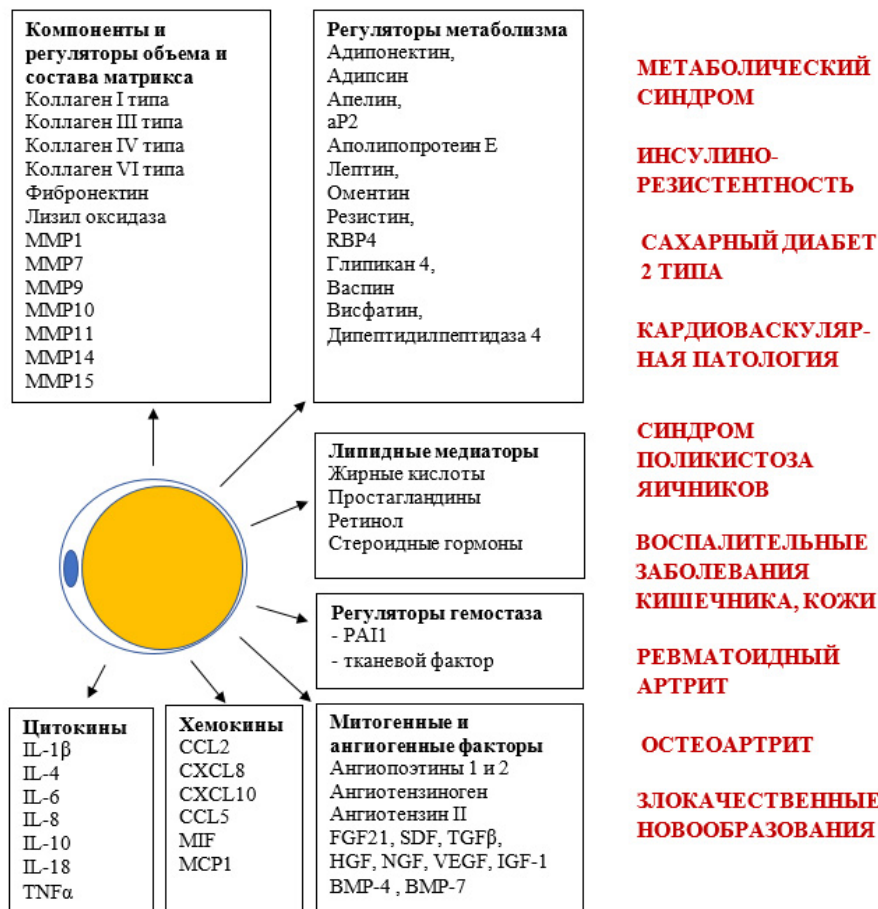 Компоненты и
регуляторы объема и
состава матрикса
Коллаген I типа
Коллаген III типа
Коллаген IV типа
Коллаген VI типа
Фибронектин
Лизил оксидаза
MMP1
MMP7
MMP9
MMP10
MMP11
MMP14
MMP15
Регуляторы метаболизма
Адипонектин,
Адипсин
Апелин,
aP2
Аполипопротеин E
Лептин,
Оментин
Резистин,
RBP4
Глипикан 4,
Васпин
Висфатин,
Дипептидилпептидаза 4
Липидные медиаторы
Жирные кислоты
Простагландины
Ретинол
Стероидные гормоны
Регуляторы гемостаза
- PAI1
- тканевой фактор
Цитокины
IL-1β
IL-4
IL-6
IL-8
IL-10
IL-18
TNFα
Хемокины
CCL2
CXCL8
CXCL10
CCL5
MIF
MCP1
Митогенные и
ангиогенные факторы
Ангиопоэтины 1 и 2
Ангиотензиноген
Ангиотензин II
FGF21, SDF, TGFβ,
HGF, NGF, VEGF, IGF-1
BMP-4 , BMP-7
МЕТАБОЛИЧЕСКИЙ
СИНДРОМ
ИНСУЛИНО-
РЕЗИСТЕНТНОСТЬ
САХАРНЫЙ ДИАБЕТ
2 ТИПА
КАРДИОВАСКУЛЯР-
НАЯ ПАТОЛОГИЯ
СИНДРОМ
ПОЛИКИСТОЗА
ЯИЧНИКОВ
ВОСПАЛИТЕЛЬНЫЕ
ЗАБОЛЕВАНИЯ
КИШЕЧНИКА, КОЖИ
РЕВМАТОИДНЫЙ
АРТРИТ
ОСТЕОАРТРИТ
ЗЛОКАЧЕСТВЕННЫЕ
НОВООБРАЗОВАНИЯ